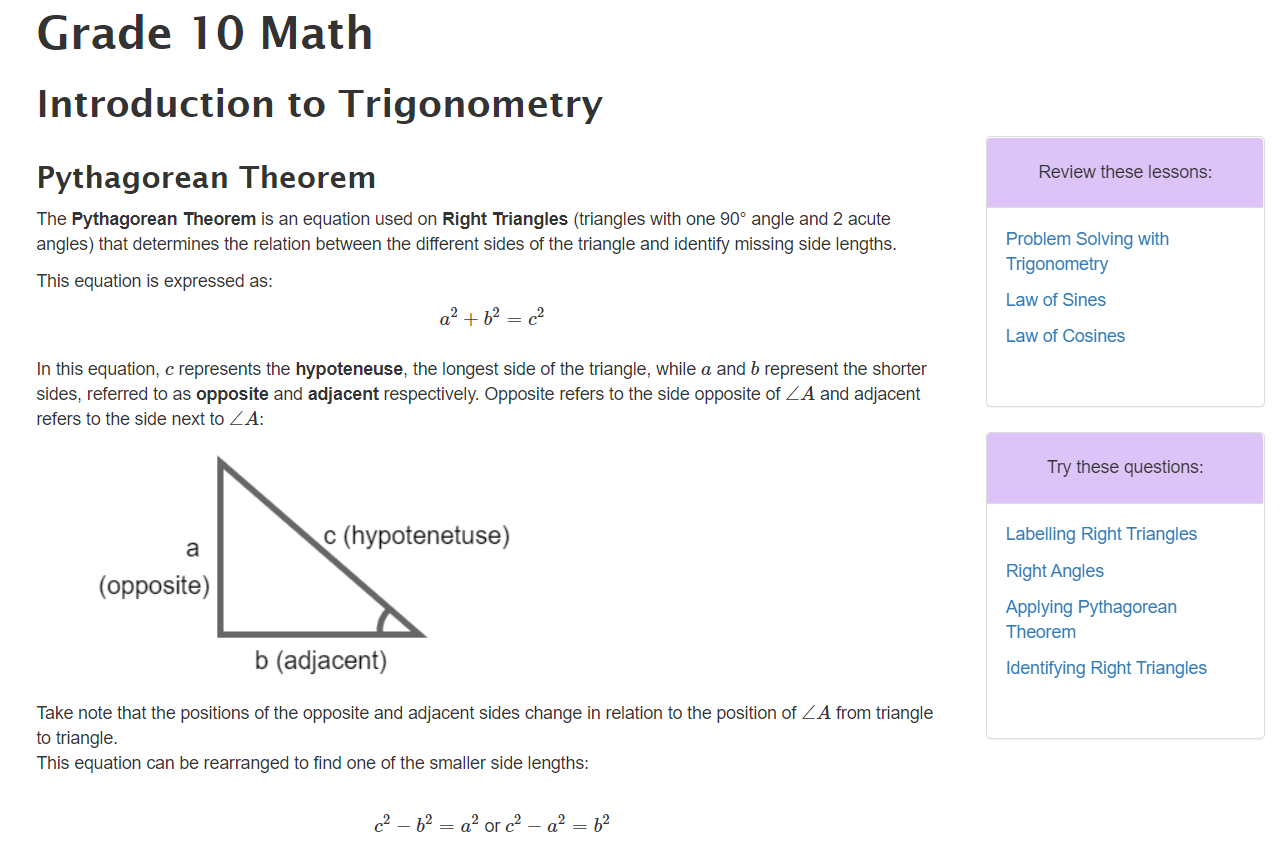 Grade 10 Math
Introduction to Trigonometry
Pythagorean Theorem
The Pythagorean Theorem is an equation used on Right Triangles (triangles with one 90° angle and 2 acute
angles) that determines the relation between the different sides of the triangle and identify missing side lengths.
This equation is expressed as:
a² + b² = c²
In this equation, c represents the hypoteneuse, the longest side of the triangle, while a and b represent the shorter
sides, referred to as opposite and adjacent respectively. Opposite refers to the side opposite of ∠A and adjacent
refers to the side next to ∠A:
c (hypotenetuse)
a
(opposite)
b (adjacent)
Take note that the positions of the opposite and adjacent sides change in relation to the position of ∠A from triangle
to triangle.
This equation can be rearranged to find one of the smaller side lengths:
c² − b² = a² or c² − a² = b²
Review these lessons:
Problem Solving with
Trigonometry
Law of Sines
Law of Cosines
Try these questions:
Labelling Right Triangles
Right Angles
Applying Pythagorean
Theorem
Identifying Right Triangles